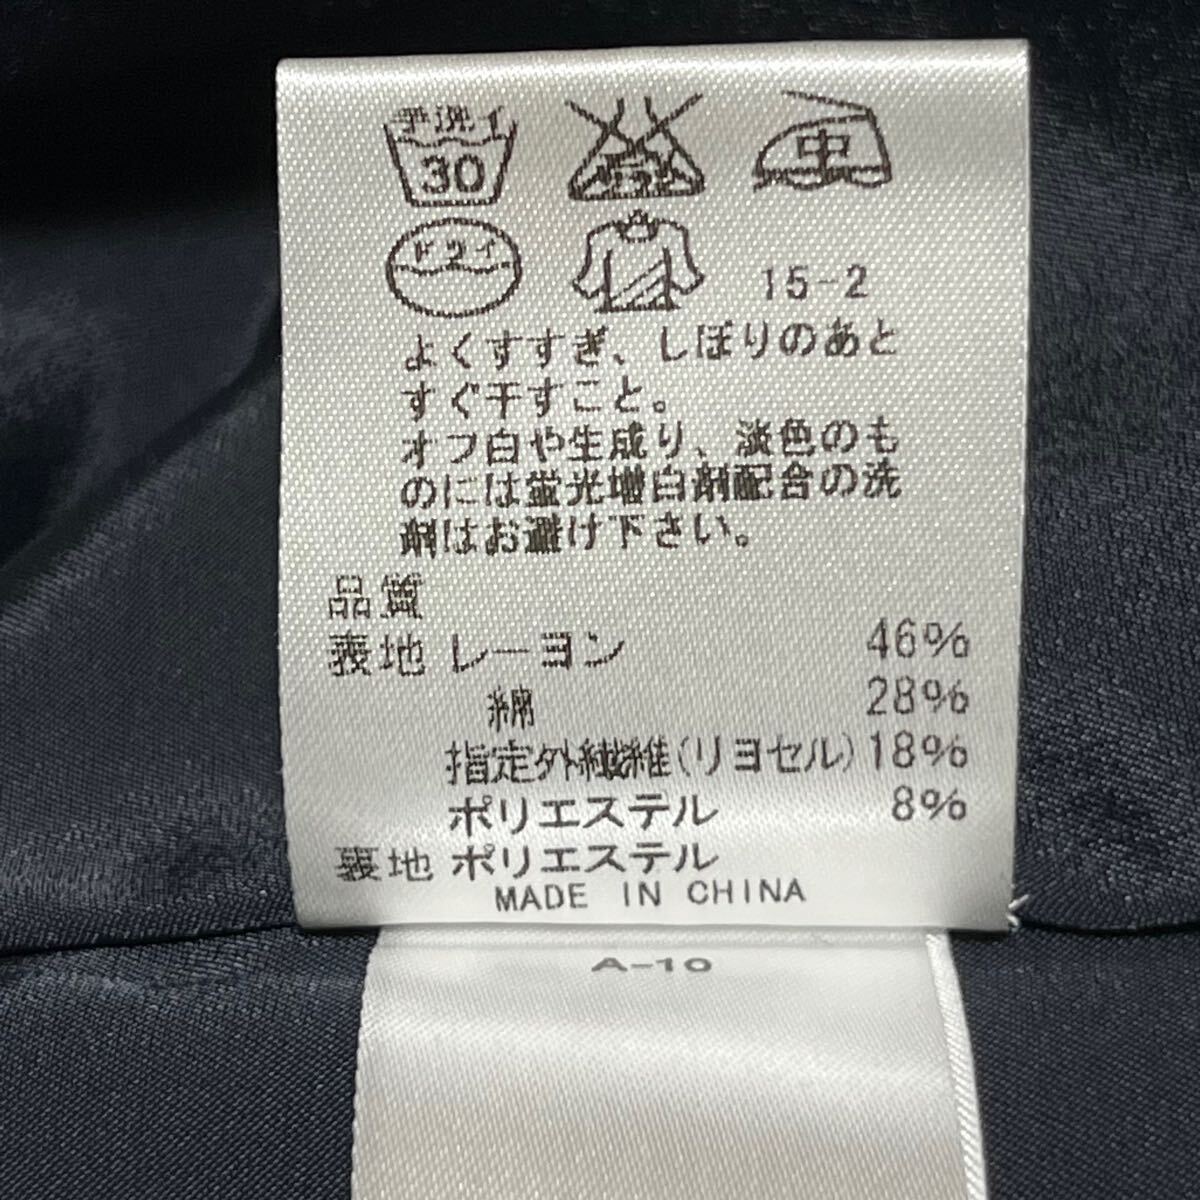 手洗イ
30
中
ドライ
15-2
よくすすぎ、しぼりのあと
すぐ干すこと。
オフ白や生成り、淡色のも
のには蛍光増白剤配合の洗
剤はお避け下さい。
品質
表地 レーヨン 46%
綿 28%
指定外繊維(リヨセル) 18%
ポリエステル 8%
裏地 ポリエステル
MADE IN CHINA
A-10